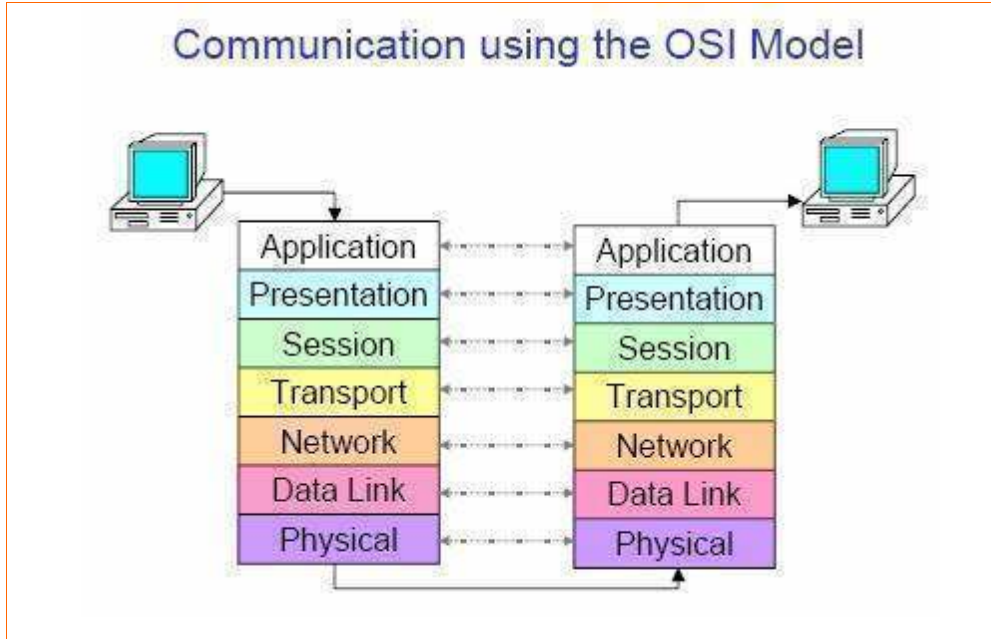 Communication using the OSI Model
Application
Presentation
Session
Transport
Network
Data Link
Physical
Application
Presentation
Session
Transport
Network
Data Link
Physical